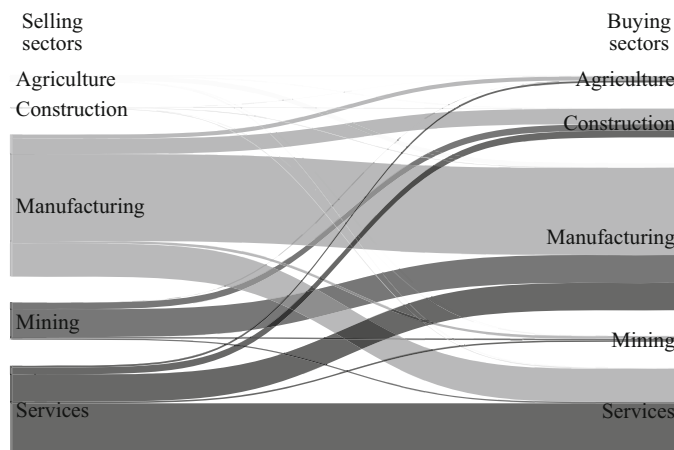 Selling
sectors
Buying
sectors
Agriculture
Agriculture
Construction
Construction
Manufacturing
Manufacturing
Mining
Mining
Services
Services